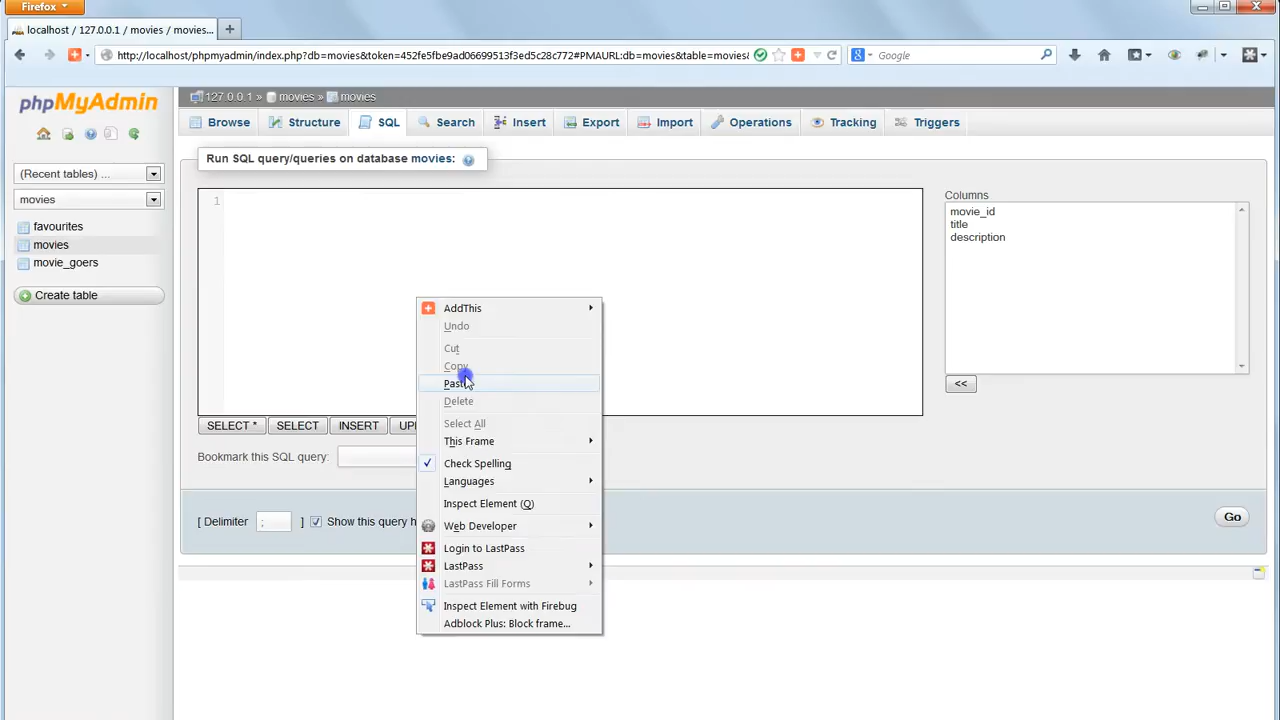 Firefox
localhost / 127.0.0.1 / movies / movies...
http://localhost/phpmyadmin/index.php?db=movies&token=452fe5fbe9ad06699513f3ed5c28c772#PMAURL:db=movies&table=movies&
Google
phpMyAdmin
127.0.0.1 » movies » movies
Browse Structure SQL Search Insert Export Import Operations Tracking Triggers
(Recent tables) ...
movies
favourites
movies
movie_goers
Create table
Run SQL query/queries on database movies:
1
Columns
movie_id
title
description
<<
AddThis
Undo
Cut
Copy
Delete
Select All
This Frame
Check Spelling
Languages
Inspect Element (Q)
Web Developer
Login to LastPass
LastPass
LastPass Fill Forms
Inspect Element with Firebug
Adblock Plus: Block frame...
SELECT * SELECT INSERT
Bookmark this SQL query:
[ Delimiter ; ] Show this query
Go